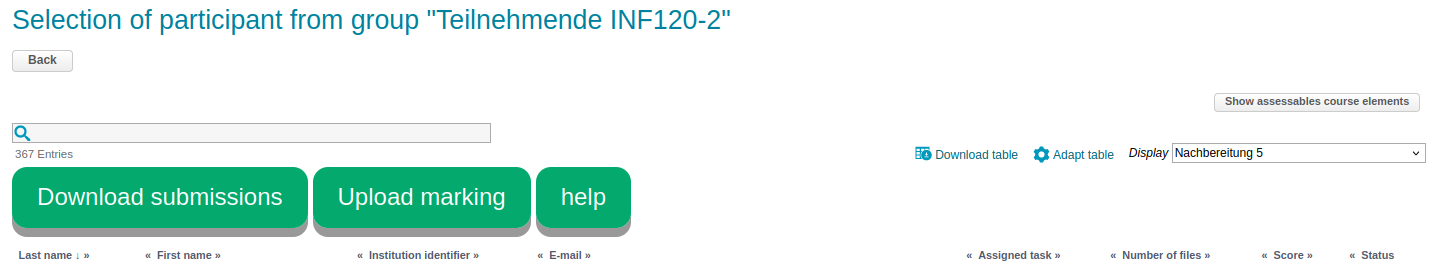 Selection of participant from group "Teilnehmende INF120-2"
Back
Show assessables course elements
367 Entries
Download table Adapt table Display Nachbereitung 5
Download submissions Upload marking help
Last name ↓ » « First name » « Institution identifier » « E-mail » « Assigned task » « Number of files » « Score » « Status